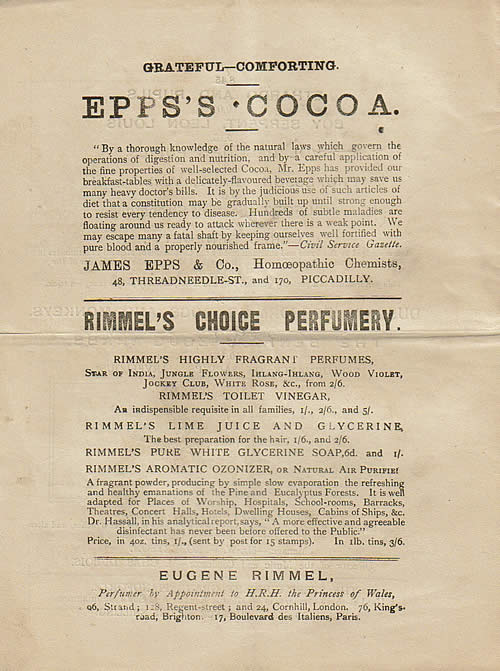 GRATEFUL—COMFORTING.
EPPS'S COCOA.
"By a thorough knowledge of the natural laws which govern the
operations of digestion and nutrition, and by a careful application of
the fine properties of well-selected Cocoa, Mr. Epps has provided our
breakfast-tables with a delicately-flavoured beverage which may save us
many heavy doctor's bills. It is by the judicious use of such articles of
diet that a constitution may be gradually built up until strong enough
to resist every tendency to disease. Hundreds of subtle maladies are
floating around us ready to attack wherever there is a weak point. We
may escape many a fatal shaft by keeping ourselves well fortified with
pure blood and a properly nourished frame."—Civil Service Gazette.
JAMES EPPS & Co., Homœopathic Chemists,
48, THREADNEEDLE-ST., and 170, PICCADILLY.
RIMMEL'S CHOICE PERFUMERY.
RIMMEL'S HIGHLY FRAGRANT PERFUMES,
STAR OF INDIA, JUNGLE FLOWERS, IHLANG-IHLANG, WOOD VIOLET,
JOCKEY CLUB, WHITE ROSE, &c., from 2/6.
RIMMEL'S TOILET VINEGAR,
An indispensible requisite in all families, 1/., 2/6., and 5/.
RIMMEL'S LIME JUICE AND GLYCERINE,
The best preparation for the hair, 1/6., and 2/6.
RIMMEL'S PURE WHITE GLYCERINE SOAP, 6d. and 1/.
RIMMEL'S AROMATIC OZONIZER, OR NATURAL AIR PURIFIE!
A fragrant powder, producing by simple slow evaporation the refreshing
and healthy emanations of the Pine and Eucalyptus Forests. It is well
adapted for Places of Worship, Hospitals, School-rooms, Barracks,
Theatres, Concert Halls, Hotels, Dwelling Houses, Cabins of Ships, &c.
Dr. Hassall, in his analytical report, says, "A more effective and agreeable
disinfectant has never been before offered to the Public."
Price, in 4oz. tins, 1/., (sent by post for 15 stamps). In 1lb. tins, 3/6.
EUGENE RIMMEL,
Perfumer by Appointment to H.R.H. the Princess of Wales,
96, Strand; 128, Regent-street; and 24, Cornhill, London. 76, King's-
road, Brighton. 17, Boulevard des Italiens, Paris.